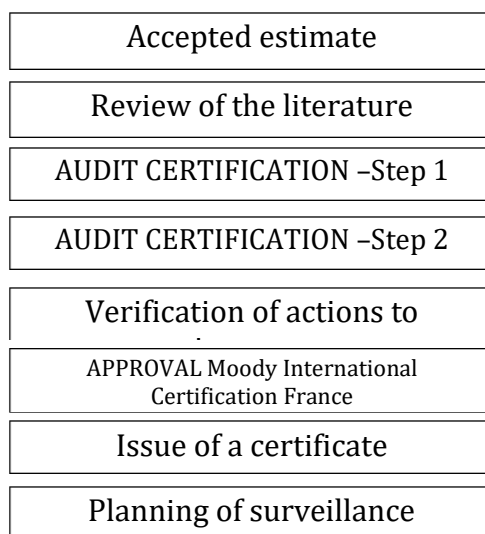 Accepted estimate
Review of the literature
AUDIT CERTIFICATION –Step 1
AUDIT CERTIFICATION –Step 2
Verification of actions to
APPROVAL Moody International
Certification France
Issue of a certificate
Planning of surveillance